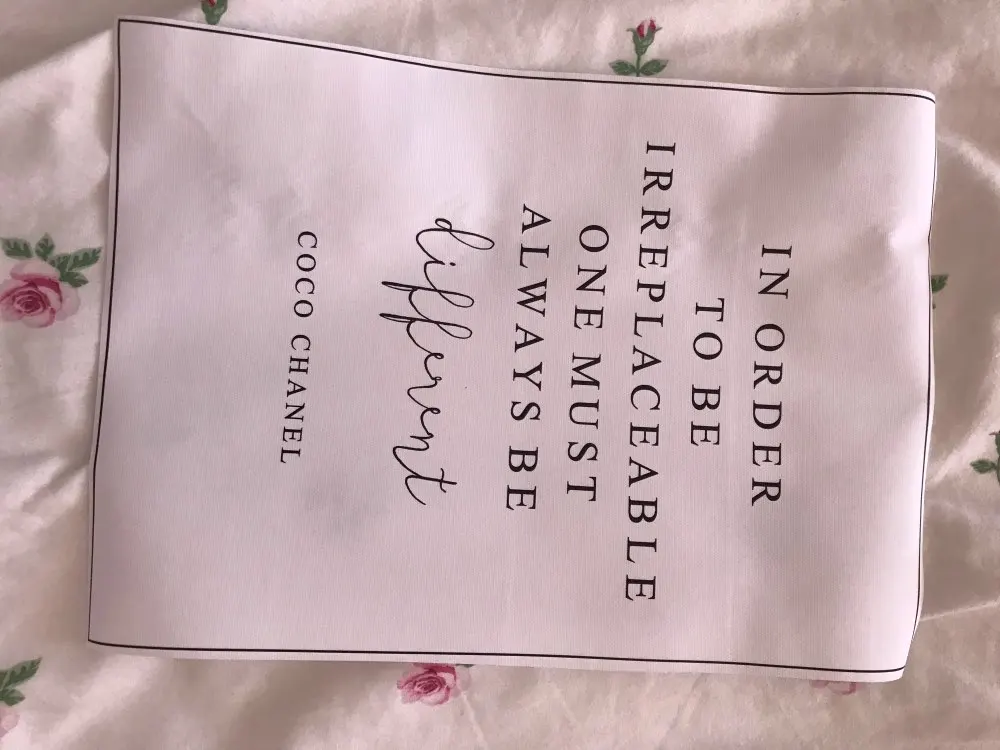 IN ORDER
TO BE
IRREPLACEABLE
ONE MUST
ALWAYS BE
different
COCO CHANEL